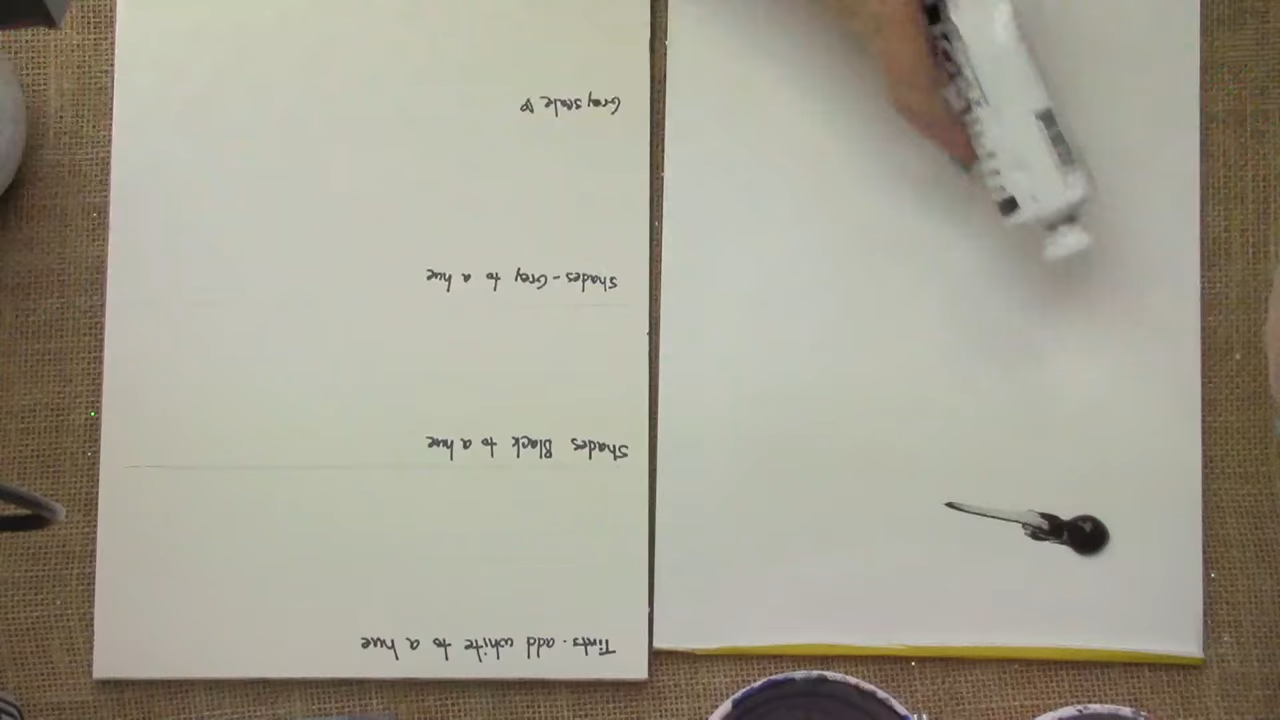 Tints - add white to a hue
Shades Black to a hue
Shades - Grey to a hue
Grey scale